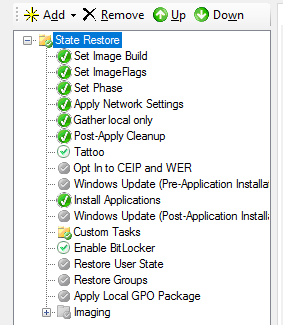 Add Remove Up Down
State Restore
Set Image Build
Set ImageFlags
Set Phase
Apply Network Settings
Gather local only
Post-Apply Cleanup
Tattoo
Opt In to CEIP and WER
Windows Update (Pre-Application Installa
Install Applications
Windows Update (Post-Application Install
Custom Tasks
Enable BitLocker
Restore User State
Restore Groups
Apply Local GPO Package
Imaging